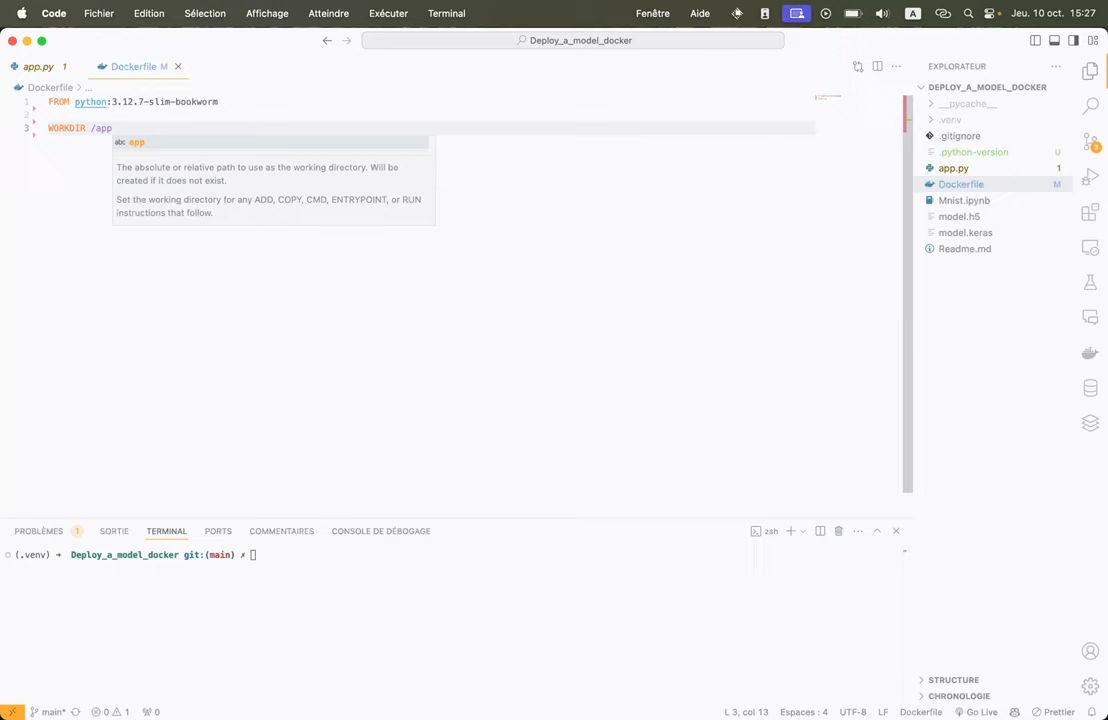 Code Fichier Edition Sélection Affichage Atteindre Exécuter Terminal Fenêtre Aide A Jeu. 10 oct. 15:27
Deploy_a_model_docker
app.py 1 Dockerfile M
Dockerfile > ...
1 FROM python:3.12.7-slim-bookworm
2
3 WORKDIR /app
abc app
The absolute or relative path to use as the working directory. Will be
created if it does not exist.
Set the working directory for any ADD, COPY, CMD, ENTRYPOINT, or RUN
instructions that follow.
EXPLORATEUR
DEPLOY_A_MODEL_DOCKER
__pycache__
.venv
.gitignore
.python-version U
app.py 1
Dockerfile M
Mnist.ipynb
model.h5
model.keras
Readme.md
3
STRUCTURE
CHRONOLOGIE
PROBLÈMES 1 SORTIE TERMINAL PORTS COMMENTAIRES CONSOLE DE DÉBOGAGE zsh
(.venv) → Deploy_a_model_docker git:(main) ✗
main* 0 1 0 L 3, col 13 Espaces : 4 UTF-8 LF Dockerfile Go Live Prettier